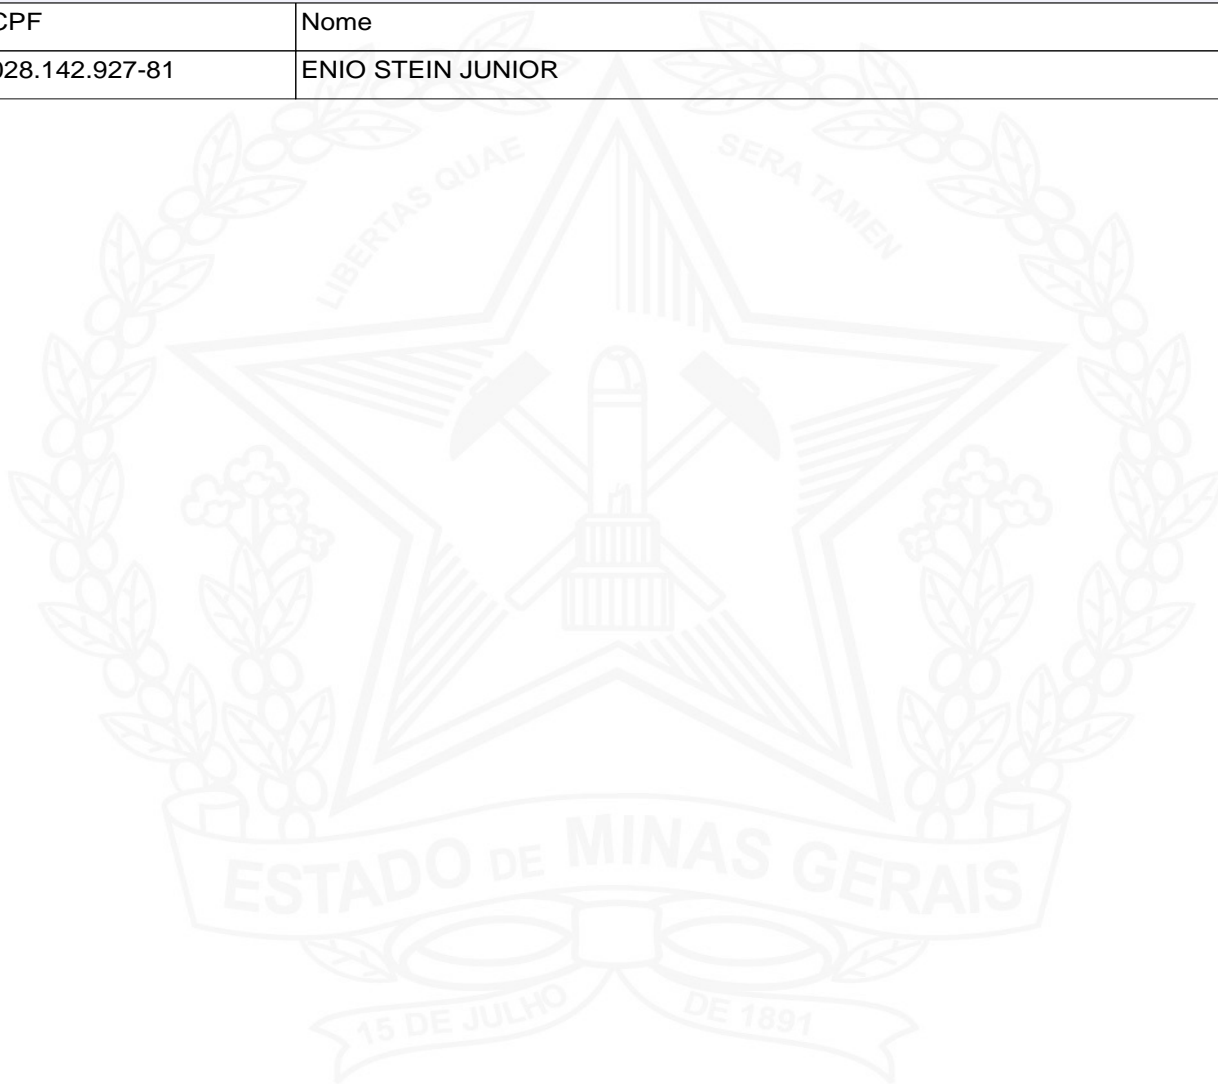 CPF Nome
028.142.927-81 ENIO STEIN JUNIOR
LIBERTAS QUAE SERA TAMEN
ESTADO DE MINAS GERAIS
15 DE JULHO DE 1891